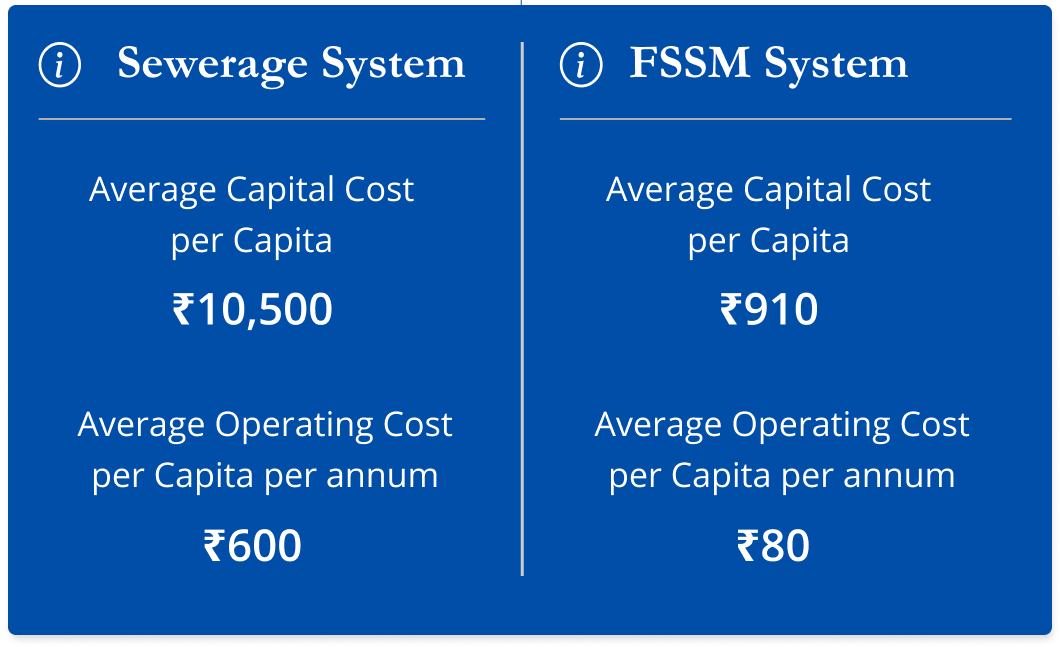 Sewerage System
Average Capital Cost
per Capita
₹10,500
Average Operating Cost
per Capita per annum
₹600
FSSM System
Average Capital Cost
per Capita
₹910
Average Operating Cost
per Capita per annum
₹80